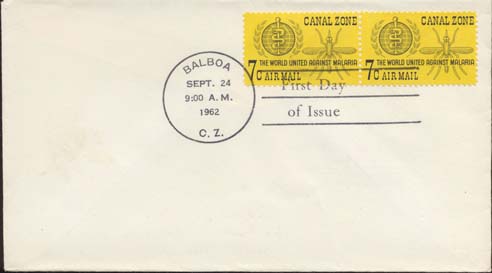 CANAL ZONE
THE WORLD UNITED AGAINST MALARIA
7¢ AIR MAIL
CANAL ZONE
THE WORLD UNITED AGAINST MALARIA
7¢ AIR MAIL
BALBOA
SEPT. 24
9:00 A.M.
1962
C. Z.
First Day
of Issue